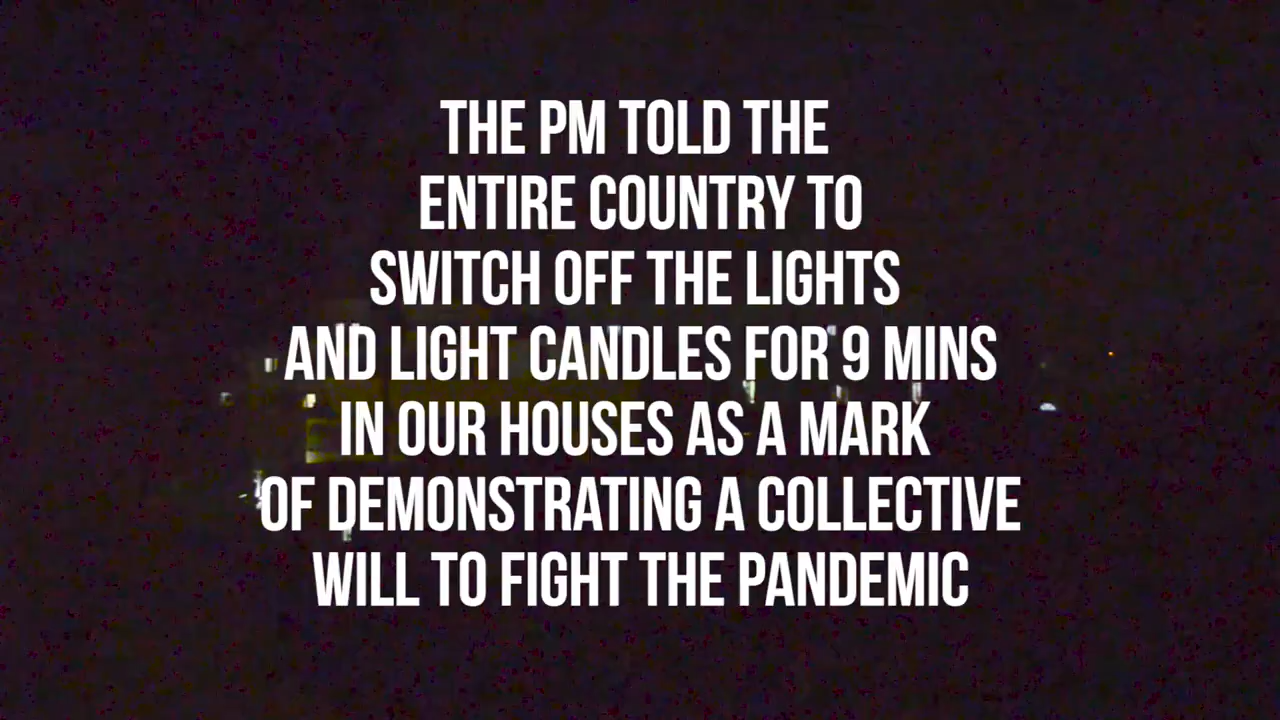 THE PM TOLD THE
ENTIRE COUNTRY TO
SWITCH OFF THE LIGHTS
AND LIGHT CANDLES FOR 9 MINS
IN OUR HOUSES AS A MARK
OF DEMONSTRATING A COLLECTIVE
WILL TO FIGHT THE PANDEMIC